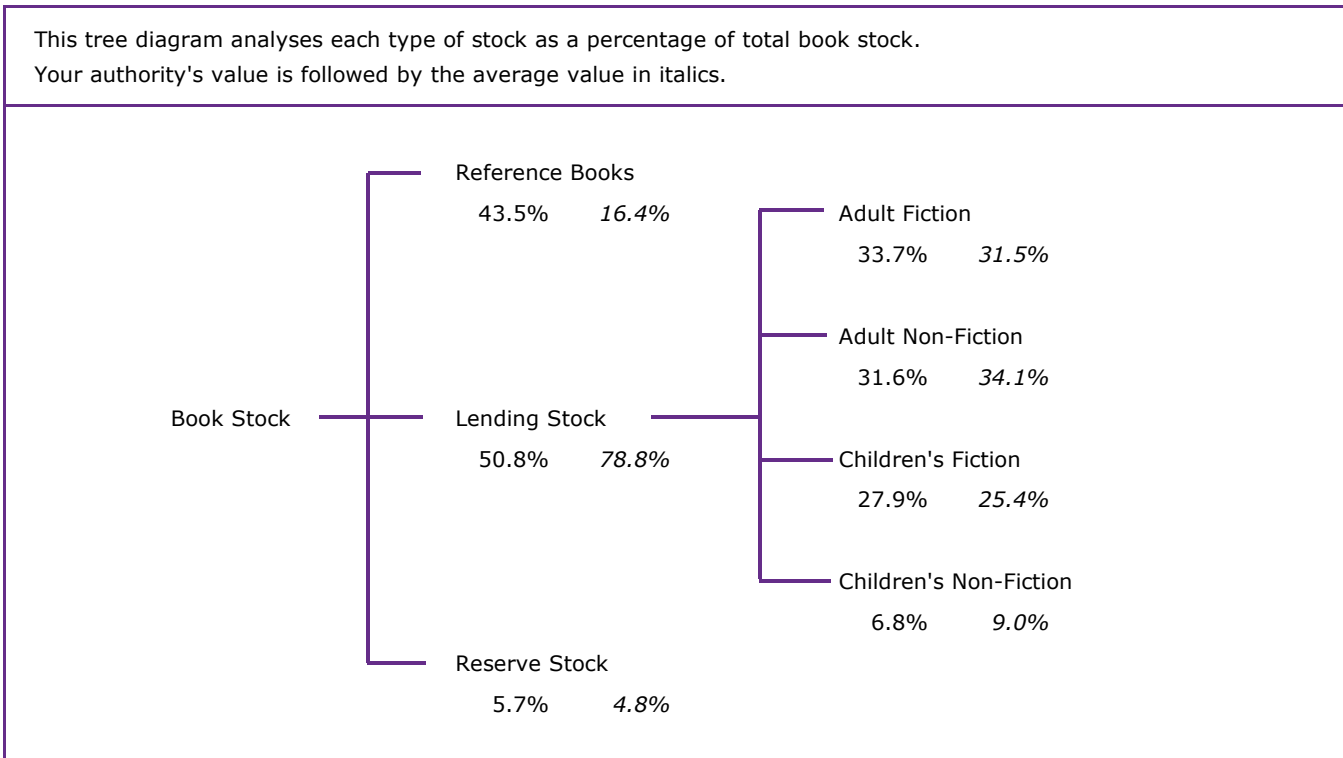 This tree diagram analyses each type of stock as a percentage of total book stock.
Your authority's value is followed by the average value in italics.
Reference Books
43.5% 16.4%
Adult Fiction
33.7% 31.5%
Adult Non-Fiction
31.6% 34.1%
Book Stock
Lending Stock
50.8% 78.8%
Children's Fiction
27.9% 25.4%
Children's Non-Fiction
6.8% 9.0%
Reserve Stock
5.7% 4.8%